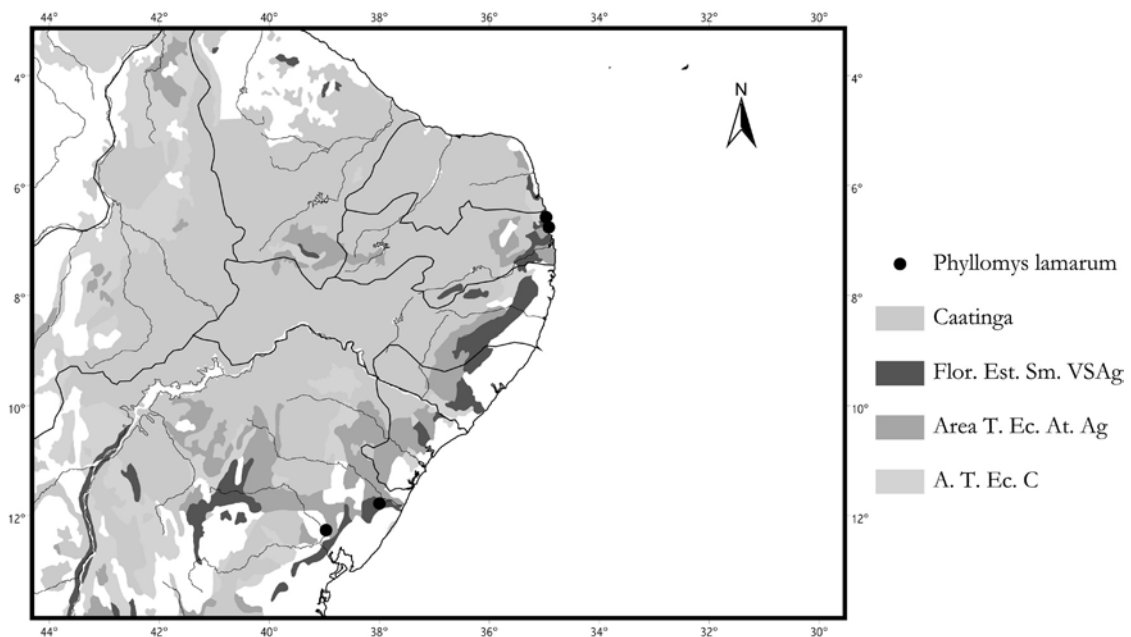 44° 42° 40° 38° 36° 34° 32° 30°
4° 4°
N
6° 6°
Phyllomys lamarum
8° 8°
Caatinga
Flor. Est. Sm. VSAg
10° 10°
Area T. Ec. At. Ag
A. T. Ec. C
12° 12°
44° 42° 40° 38° 36° 34° 32° 30°